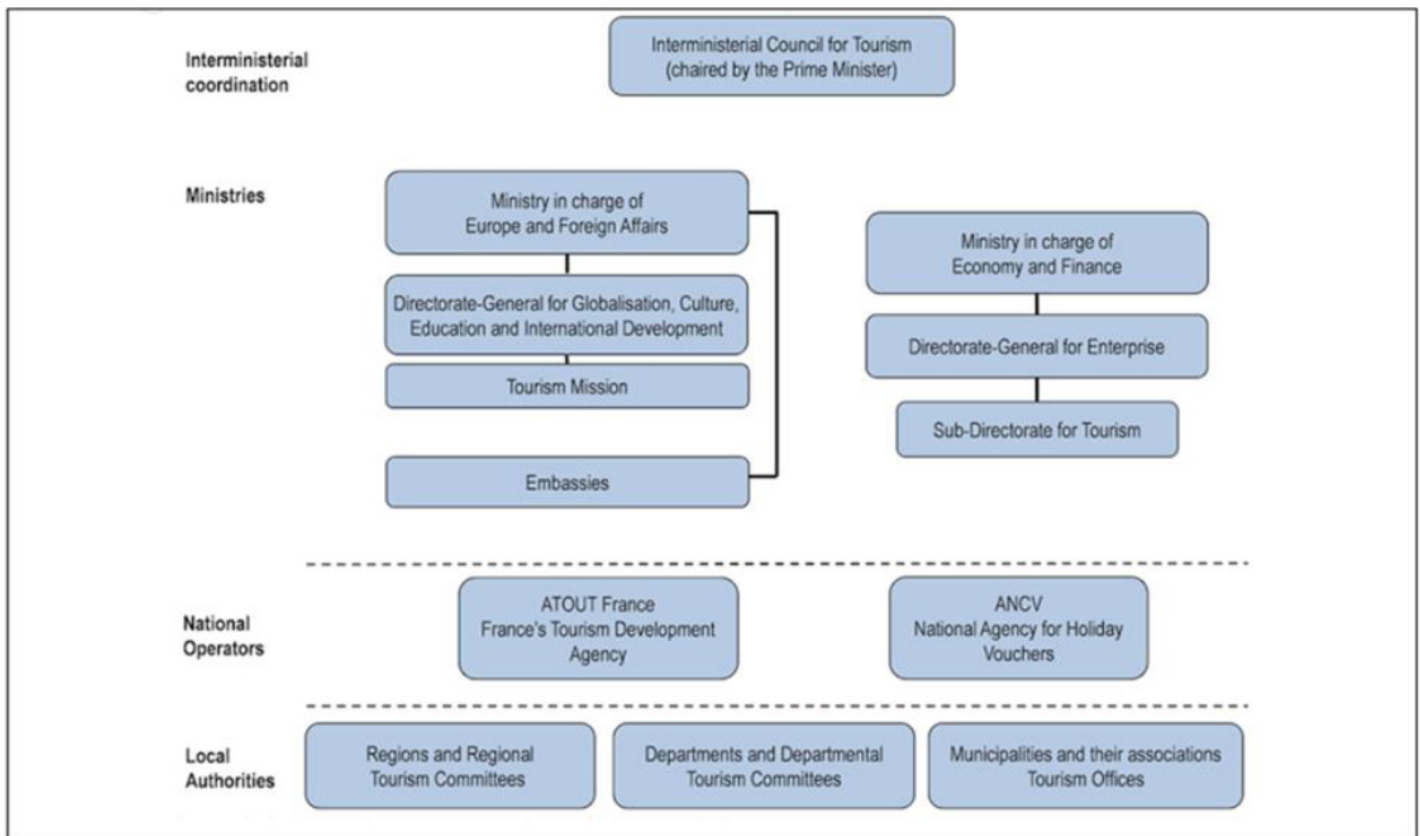 Interministerial
coordination
Interministerial Council for Tourism
(chaired by the Prime Minister)
Ministries
Ministry in charge of
Europe and Foreign Affairs
Directorate-General for Globalisation, Culture,
Education and International Development
Tourism Mission
Embassies
Ministry in charge of
Economy and Finance
Directorate-General for Enterprise
Sub-Directorate for Tourism
National
Operators
ATOUT France
France's Tourism Development
Agency
ANCV
National Agency for Holiday
Vouchers
Local
Authorities
Regions and Regional
Tourism Committees
Departments and Departmental
Tourism Committees
Municipalities and their associations
Tourism Offices